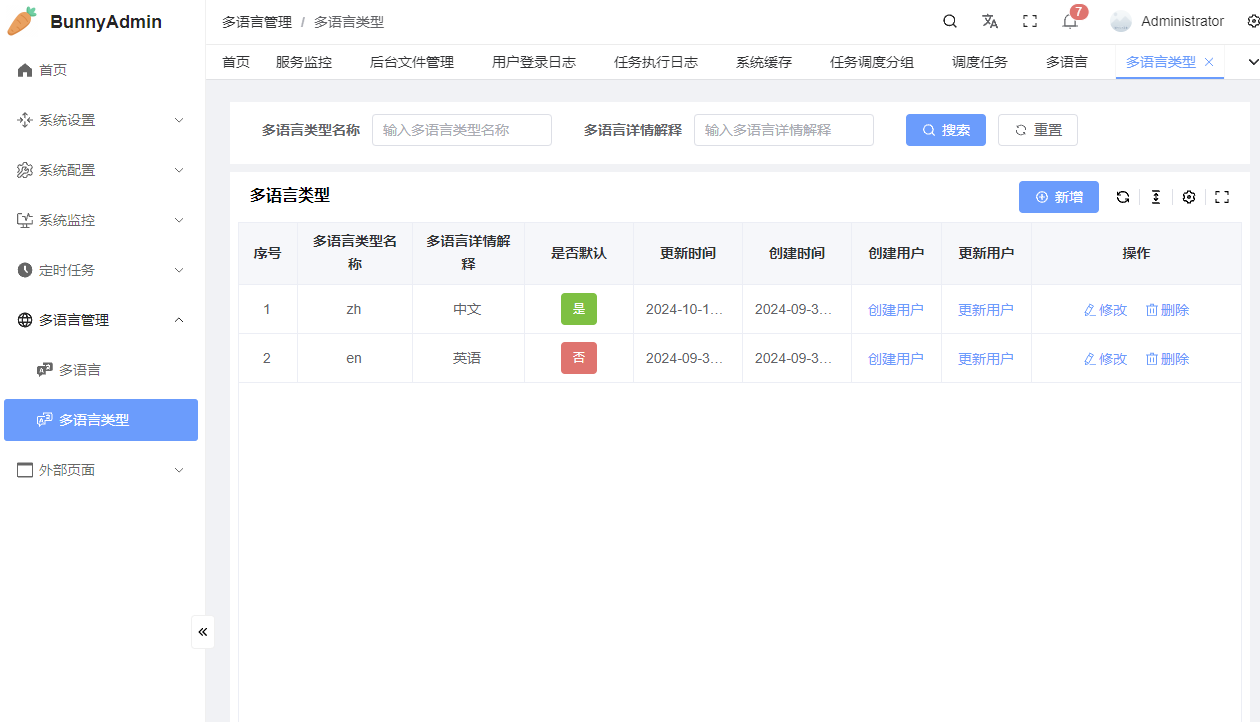 BunnyAdmin
首页
系统设置
系统配置
系统监控
定时任务
多语言管理
多语言
多语言类型
外部页面
多语言管理 / 多语言类型
7
Administrator
首页 服务监控 后台文件管理 用户登录日志 任务执行日志 系统缓存 任务调度分组 调度任务 多语言 多语言类型
多语言类型名称 输入多语言类型名称 多语言详情解释 输入多语言详情解释 搜索 重置
多语言类型 新增
序号 多语言类型名称 多语言详情解释 是否默认 更新时间 创建时间 创建用户 更新用户 操作
1 zh 中文 是 2024-10-1... 2024-09-3... 创建用户 更新用户 修改 删除
2 en 英语 否 2024-09-3... 2024-09-3... 创建用户 更新用户 修改 删除